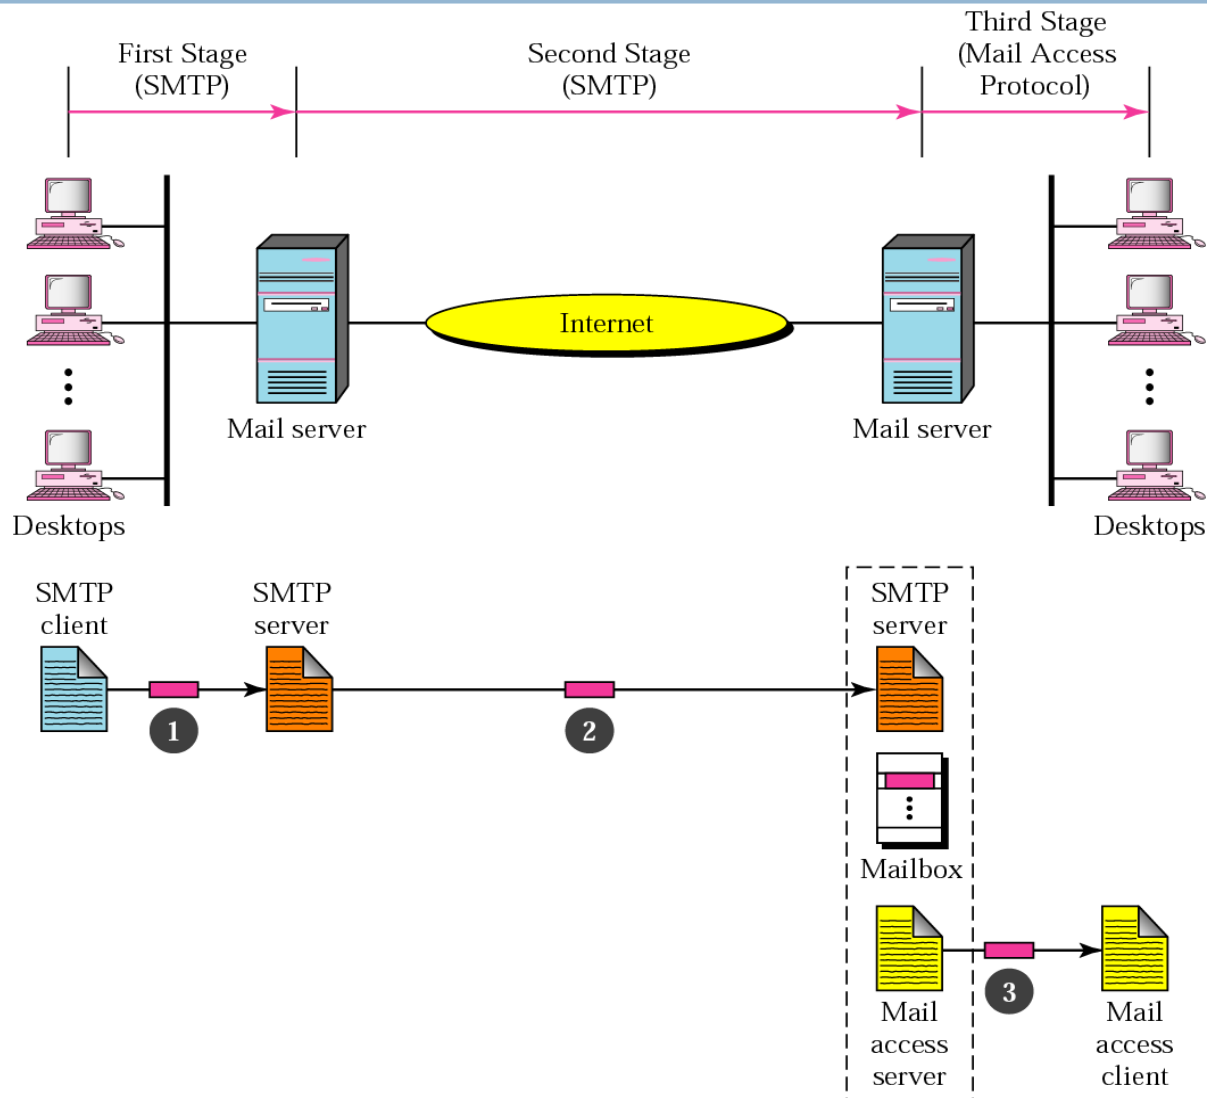 First Stage
(SMTP)
Second Stage
(SMTP)
Third Stage
(Mail Access
Protocol)
Internet
Mail server
Mail server
Desktops
Desktops
SMTP
client
SMTP
server
SMTP
server
1
2
Mailbox
3
Mail
access
server
Mail
access
client